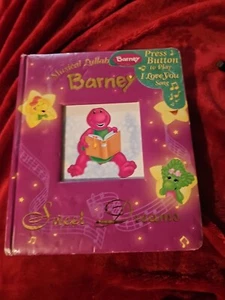 Musical Lullaby
Barney
Barney
Press
Button
to Play
I Love You
Song
Sweet Dreams